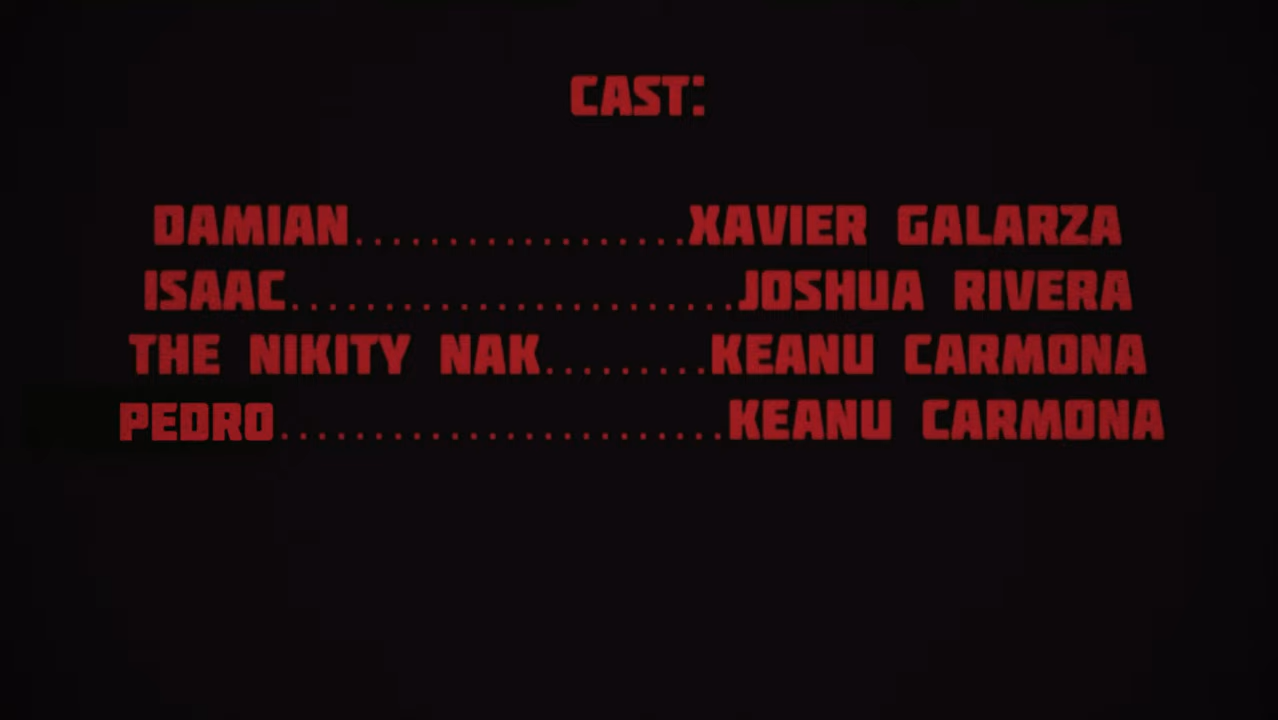 CAST:
DAMIAN..................XAVIER GALARZA
ISAAC........................JOSHUA RIVERA
THE NIKITY NAK.........KEANU CARMONA
PEDRO........................KEANU CARMONA